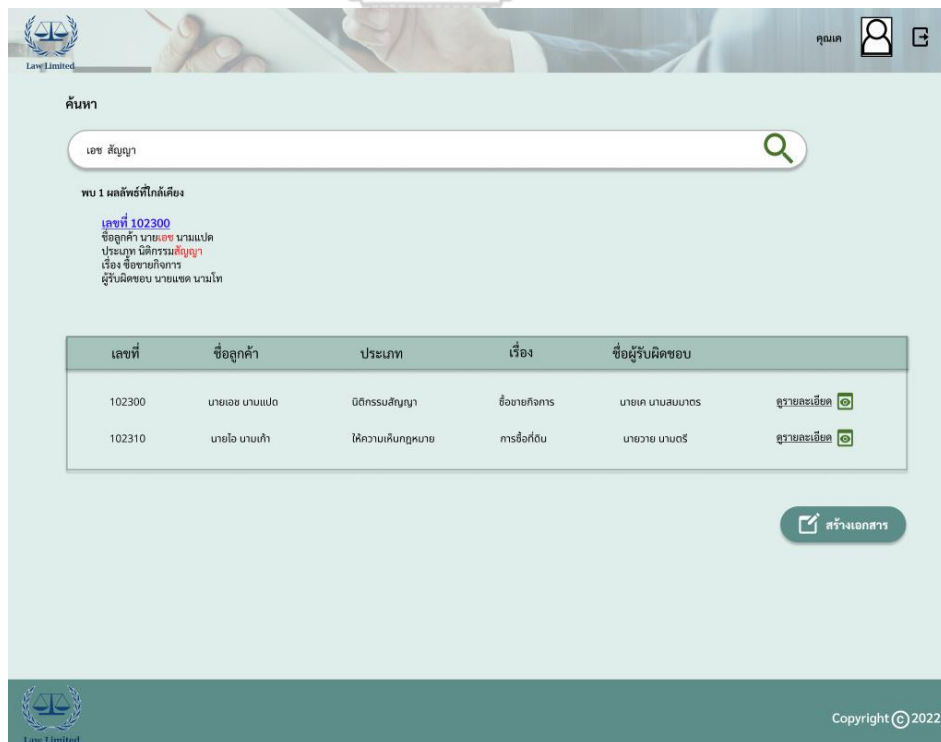 Law Limited
คุณเค
ค้นหา
เอช สัญญา
พบ 1 ผลลัพธ์ที่ใกล้เคียง
เลขที่ 102300
ชื่อลูกค้า นายเอช นามแปด
ประเภท นิติกรรมสัญญา
เรื่อง ซื้อขายกิจการ
ผู้รับผิดชอบ นายแซด นามโท
เลขที่ ชื่อลูกค้า ประเภท เรื่อง ชื่อผู้รับผิดชอบ
102300 นายเอช นามแปด นิติกรรมสัญญา ซื้อขายกิจการ นายเค นามสมมาตร ดูรายละเอียด
102310 นายไอ นามเก้า ให้ความเห็นกฎหมาย การซื้อที่ดิน นายวาย นามตรี ดูรายละเอียด
สร้างเอกสาร
Law Limited
Copyright © 2022